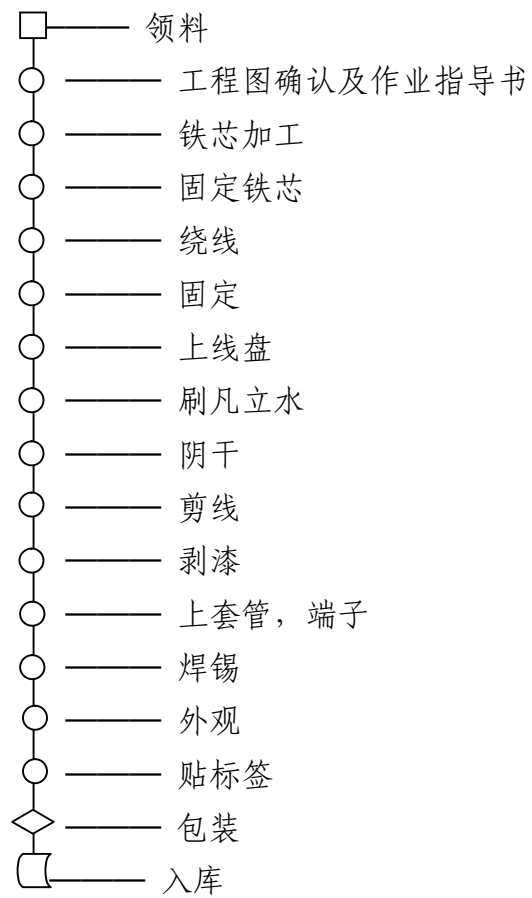 领料
工程图确认及作业指导书
铁芯加工
固定铁芯
绕线
固定
上线盘
刷凡立水
阴干
剪线
剥漆
上套管，端子
焊锡
外观
贴标签
包装
入库